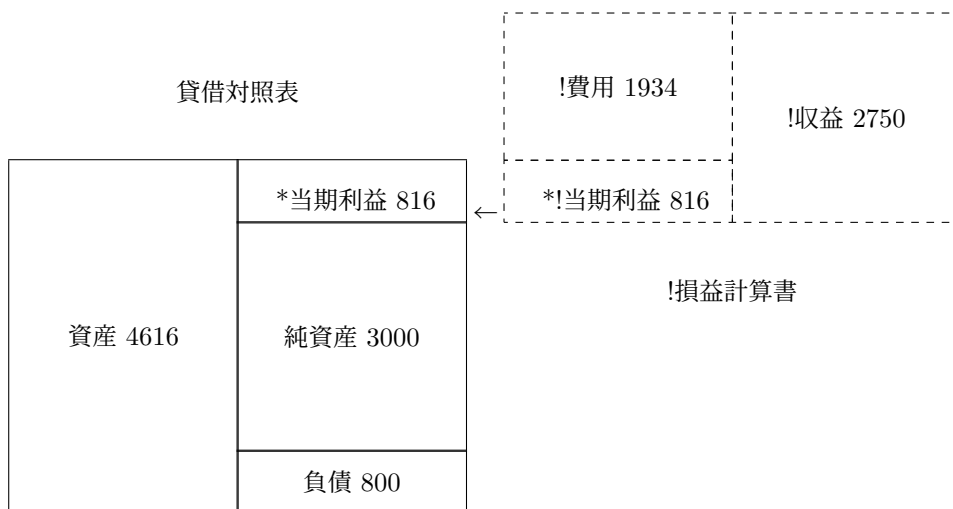 貸借対照表
!費用 1934
!収益 2750
*当期利益 816
←
*!当期利益 816
!損益計算書
資産 4616
純資産 3000
負債 800